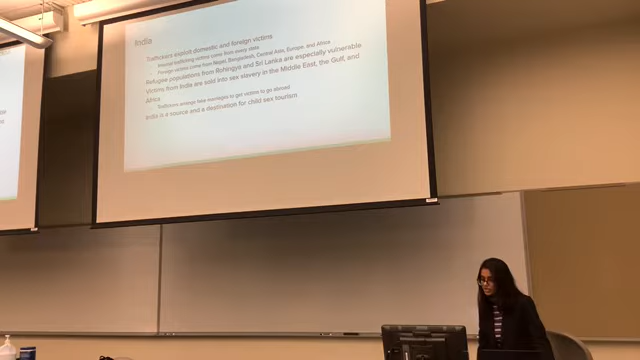 India
Traffickers exploit domestic and foreign victims
Internal trafficking victims come from every state
Foreign victims come from Nepal, Bangladesh, Central Asia, Europe, and Africa
Refugee populations from Rohingya and Sri Lanka are especially vulnerable
Victims from India are sold into sex slavery in the Middle East, the Gulf, and
Africa
Traffickers arrange fake marriages to get victims to go abroad
India is a source and a destination for child sex tourism